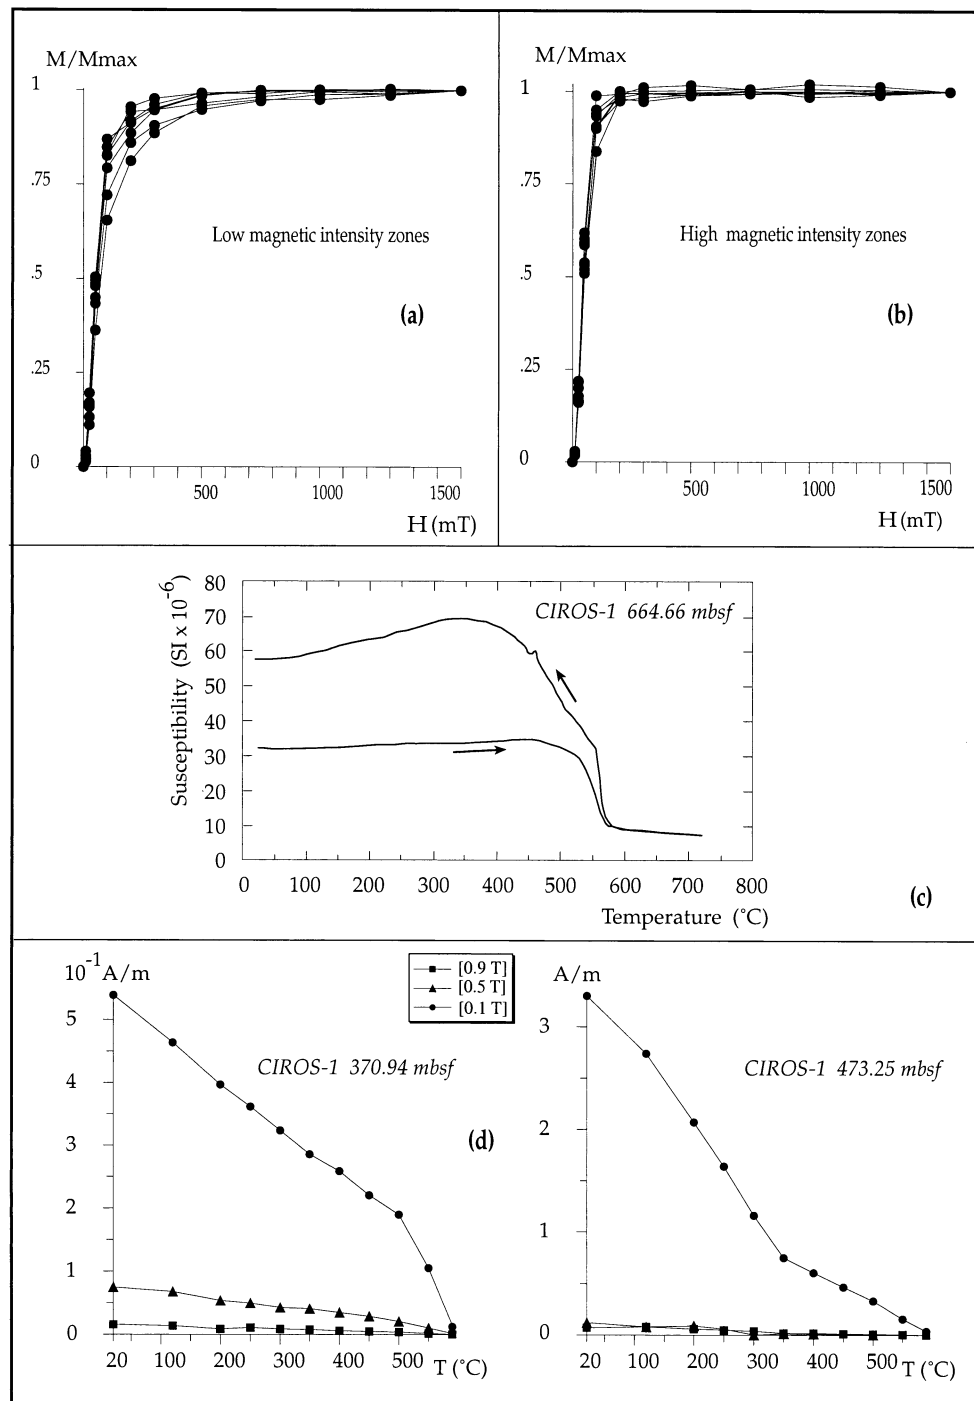 M/Mmax
1
.75
.5
.25
0
500
1000
1500
H (mT)
Low magnetic intensity zones
(a)
M/Mmax
1
.75
.5
.25
0
500
1000
1500
H (mT)
High magnetic intensity zones
(b)
Susceptibility (SI x 10-6)
80
70
60
50
40
30
20
10
0
0 100 200 300 400 500 600 700 800
Temperature (°C)
CIROS-1 664.66 mbsf
(c)
10-1 A/m
5
4
3
2
1
0
20 100 200 300 400 500 T (°C)
CIROS-1 370.94 mbsf
[0.9 T]
[0.5 T]
[0.1 T]
(d)
A/m
3
2
1
0
20 100 200 300 400 500 T (°C)
CIROS-1 473.25 mbsf